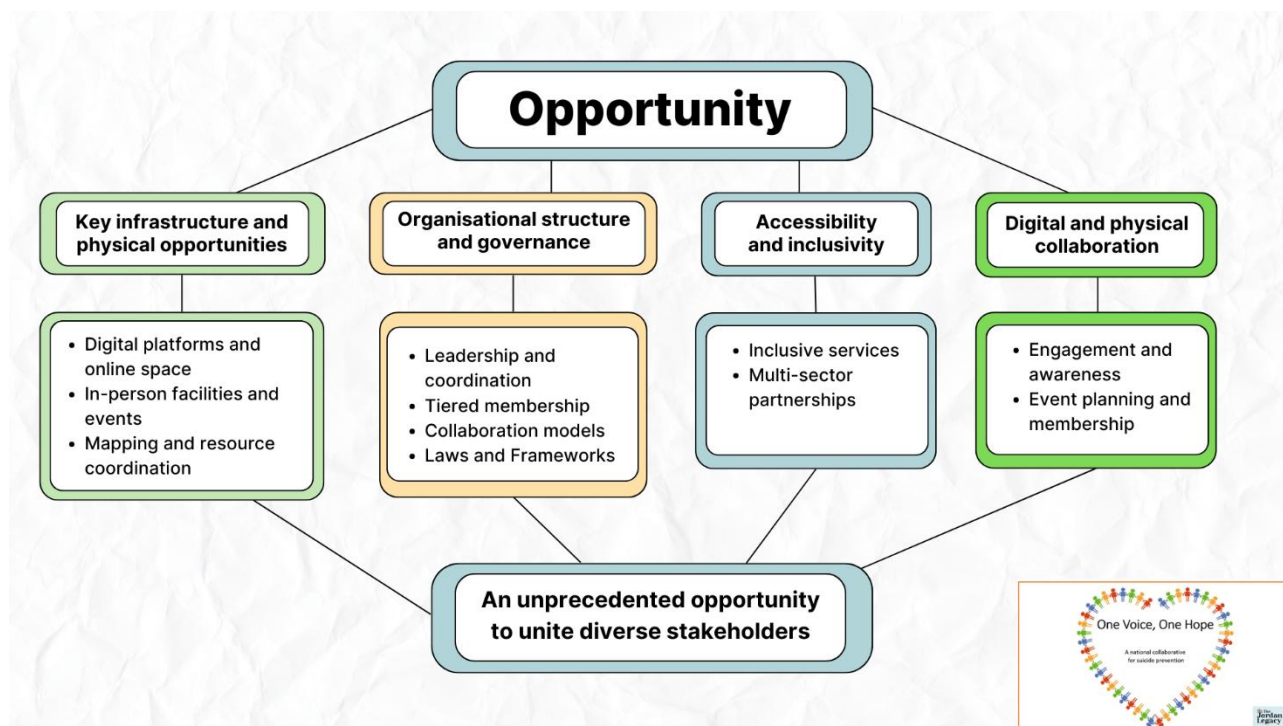 Opportunity
Key infrastructure and
physical opportunities
Organisational structure
and governance
Accessibility
and inclusivity
Digital and physical
collaboration
• Digital platforms and
online space
• In-person facilities and
events
• Mapping and resource
coordination
• Leadership and
coordination
• Tiered membership
• Collaboration models
• Laws and Frameworks
• Inclusive services
• Multi-sector
partnerships
• Engagement and
awareness
• Event planning and
membership
An unprecedented opportunity
to unite diverse stakeholders
One Voice, One Hope
A national collaborative
for suicide prevention
The
Jordan
Legacy